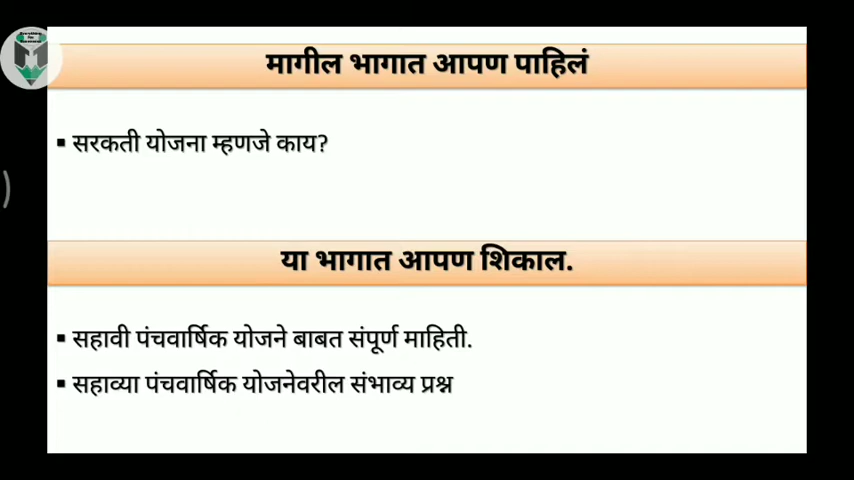 मागील भागात आपण पाहिलं
▪ सरकती योजना म्हणजे काय?
या भागात आपण शिकाल.
▪ सहावी पंचवार्षिक योजने बाबत संपूर्ण माहिती.
▪ सहाव्या पंचवार्षिक योजनेवरील संभाव्य प्रश्न